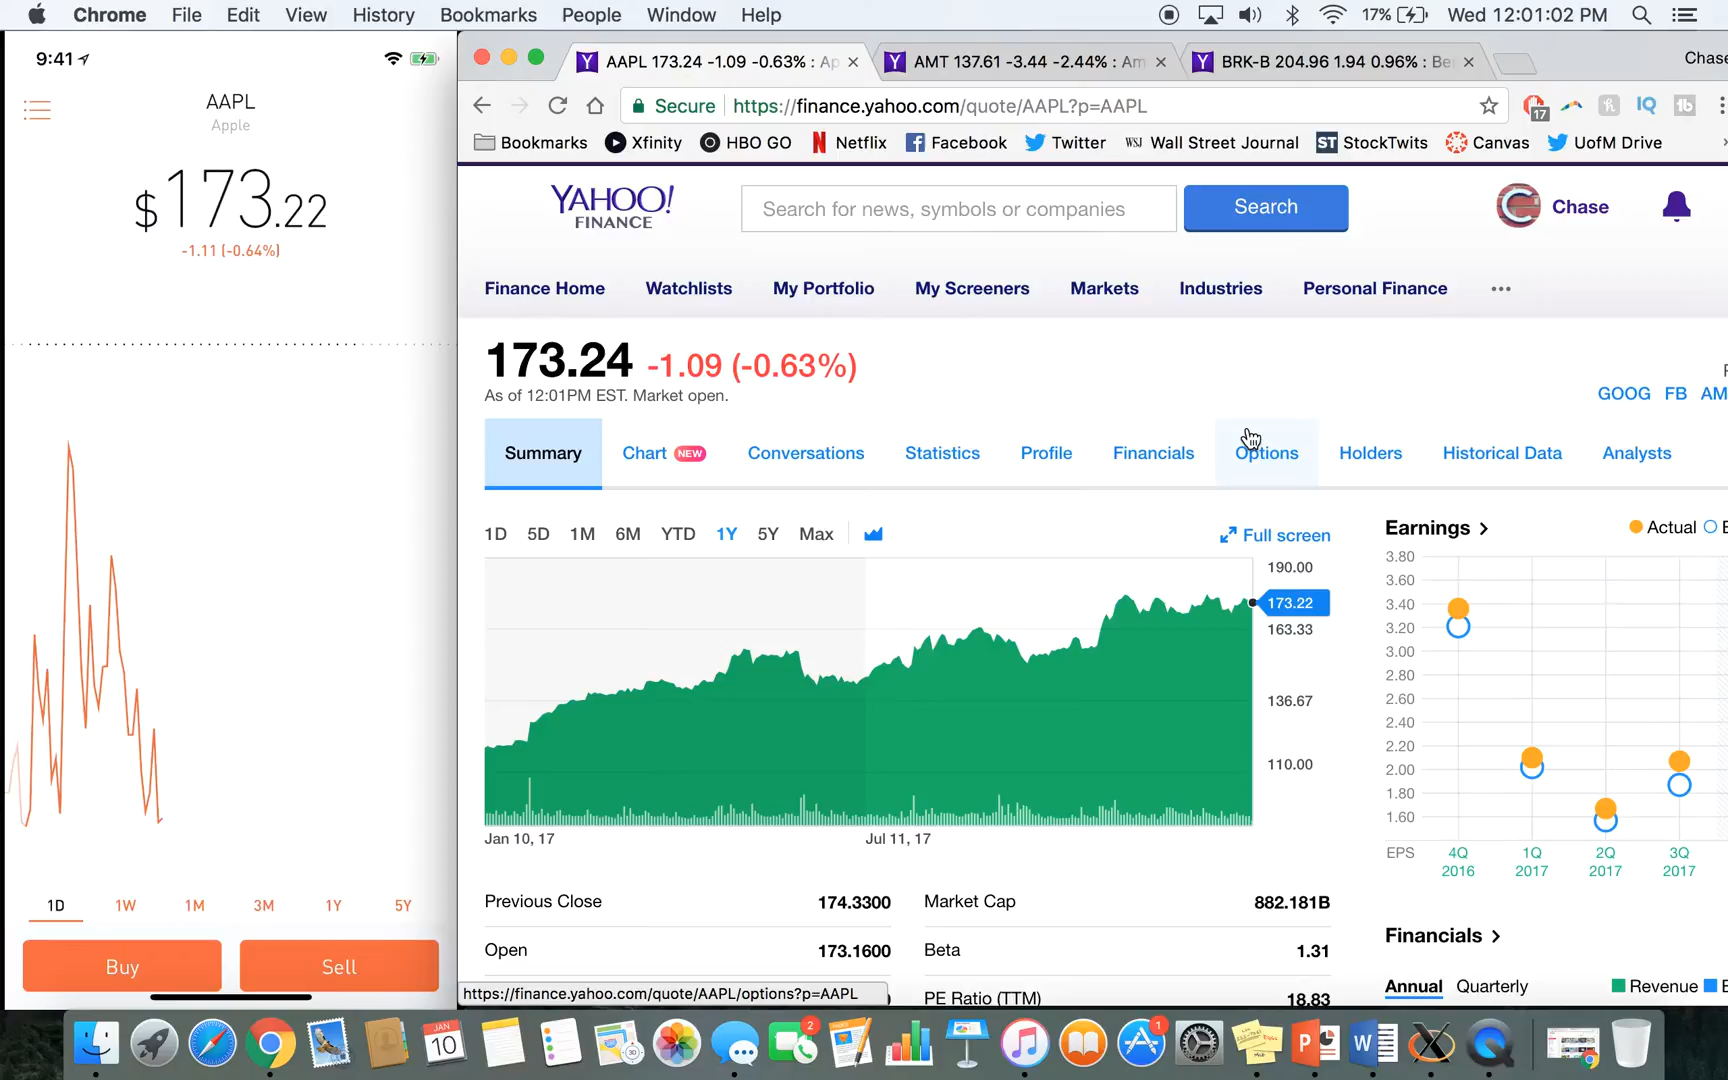 Chrome File Edit View History Bookmarks People Window Help 17% Wed 12:01:02 PM
9:41
AAPL
Apple
$173.22
-1.11 (-0.64%)
1D 1W 1M 3M 1Y 5Y
Buy Sell
AAPL 173.24 -1.09 -0.63% : Ap
AMT 137.61 -3.44 -2.44% : Am
BRK-B 204.96 1.94 0.96% : Be
Chase
Secure https://finance.yahoo.com/quote/AAPL?p=AAPL
17
Bookmarks Xfinity HBO GO Netflix Facebook Twitter WSJ Wall Street Journal ST StockTwits Canvas UofM Drive
YAHOO!
FINANCE
Search for news, symbols or companies
Search
Chase
Finance Home Watchlists My Portfolio My Screeners Markets Industries Personal Finance
173.24 -1.09 (-0.63%)
As of 12:01PM EST. Market open.
GOOG FB AM
Summary Chart NEW Conversations Statistics Profile Financials Options Holders Historical Data Analysts
1D 5D 1M 6M YTD 1Y 5Y Max
Full screen
190.00
173.22
163.33
136.67
110.00
Jan 10, 17 Jul 11, 17
Previous Close 174.3300
Open 173.1600
Market Cap 882.181B
Beta 1.31
PE Ratio (TTM) 18.83
https://finance.yahoo.com/quote/AAPL/options?p=AAPL
Earnings
Actual E
3.80
3.60
3.40
3.20
3.00
2.80
2.60
2.40
2.20
2.00
1.80
1.60
EPS 4Q 1Q 2Q 3Q
2016 2017 2017 2017
Financials
Annual Quarterly
Revenue E
JAN
10
3D
2
1
P
W
X